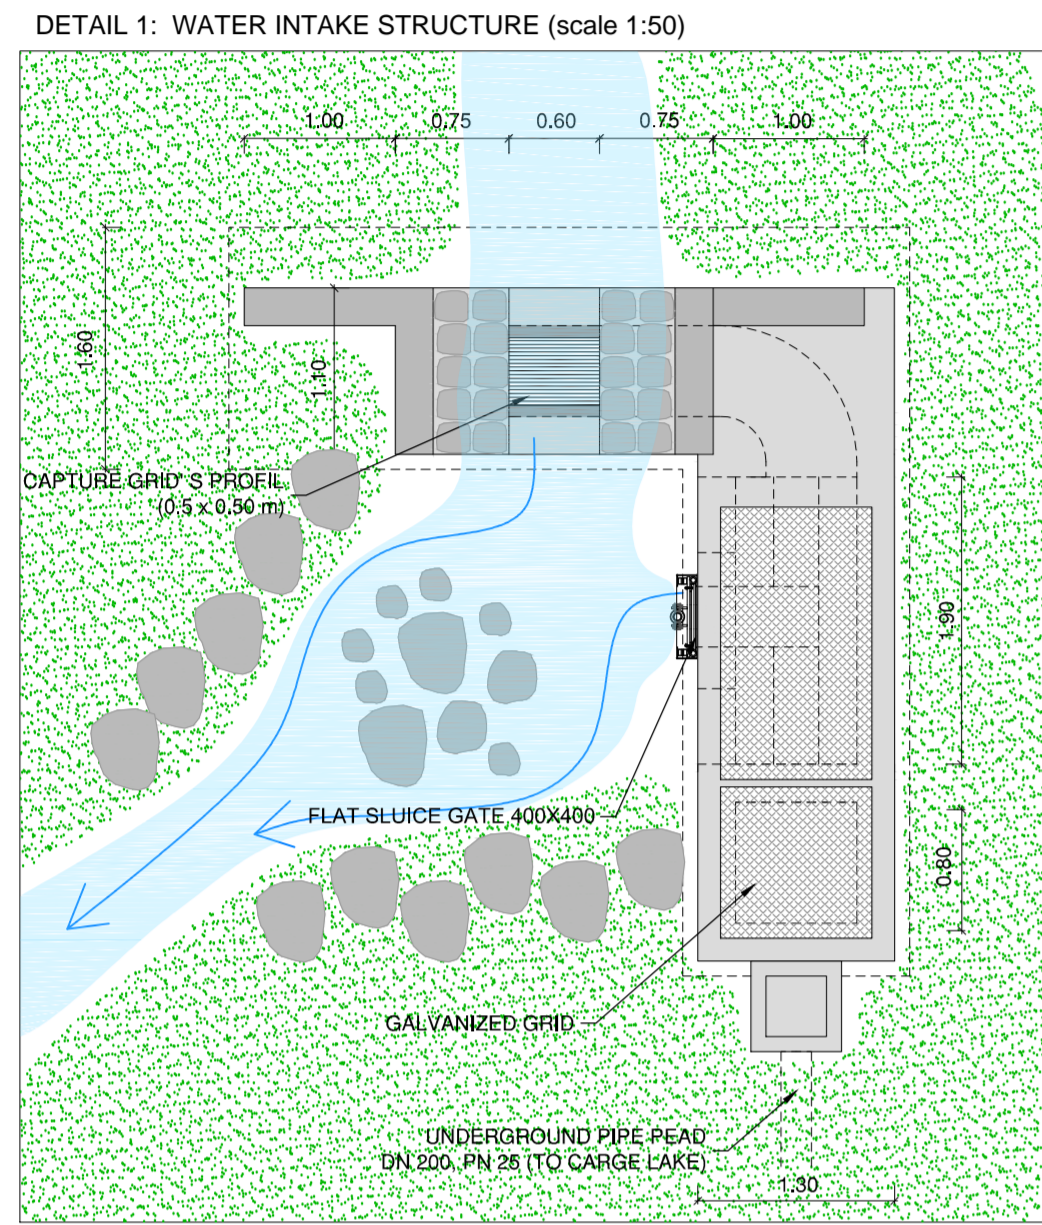 DETAIL 1: WATER INTAKE STRUCTURE (scale 1:50)
1.00 0.75 0.60 0.75 1.00
1.60
1.10
CAPTURE GRID' S PROFIL
(0.5 x 0.50 m)
1.90
FLAT SLUICE GATE 400X400
0.80
GALVANIZED GRID
UNDERGROUND PIPE PEAD
DN 200, PN 25 (TO CARGE LAKE)
1.30